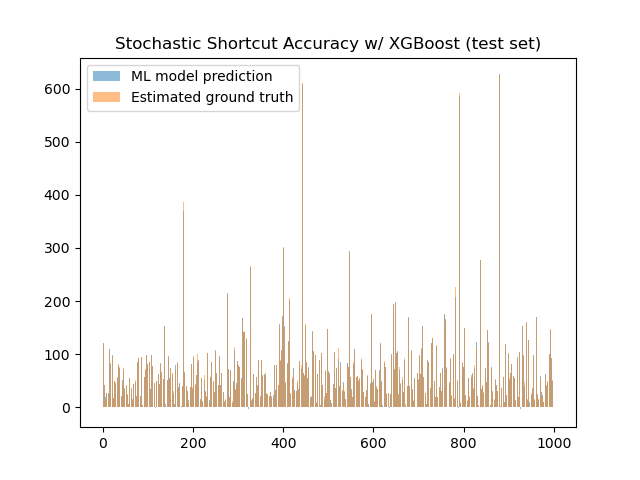 Stochastic Shortcut Accuracy w/ XGBoost (test set)
ML model prediction
Estimated ground truth
600
500
400
300
200
100
0
0 200 400 600 800 1000